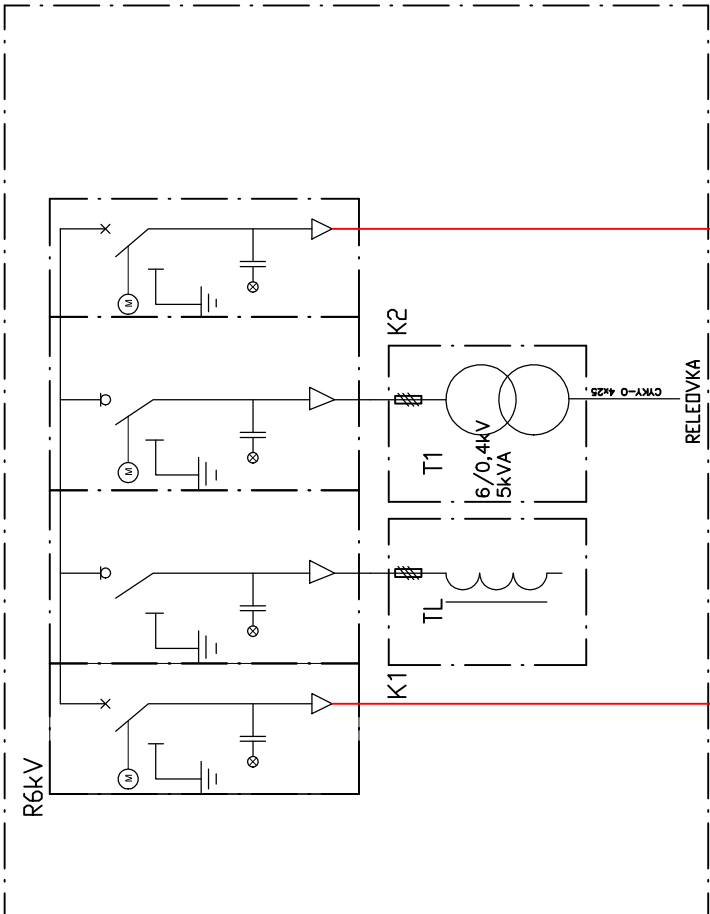 R6kV
M
M
M
K1
K2
TL
T1
6/0,4kV
5kVA
CYKY-O 4x25
RELEOVKA